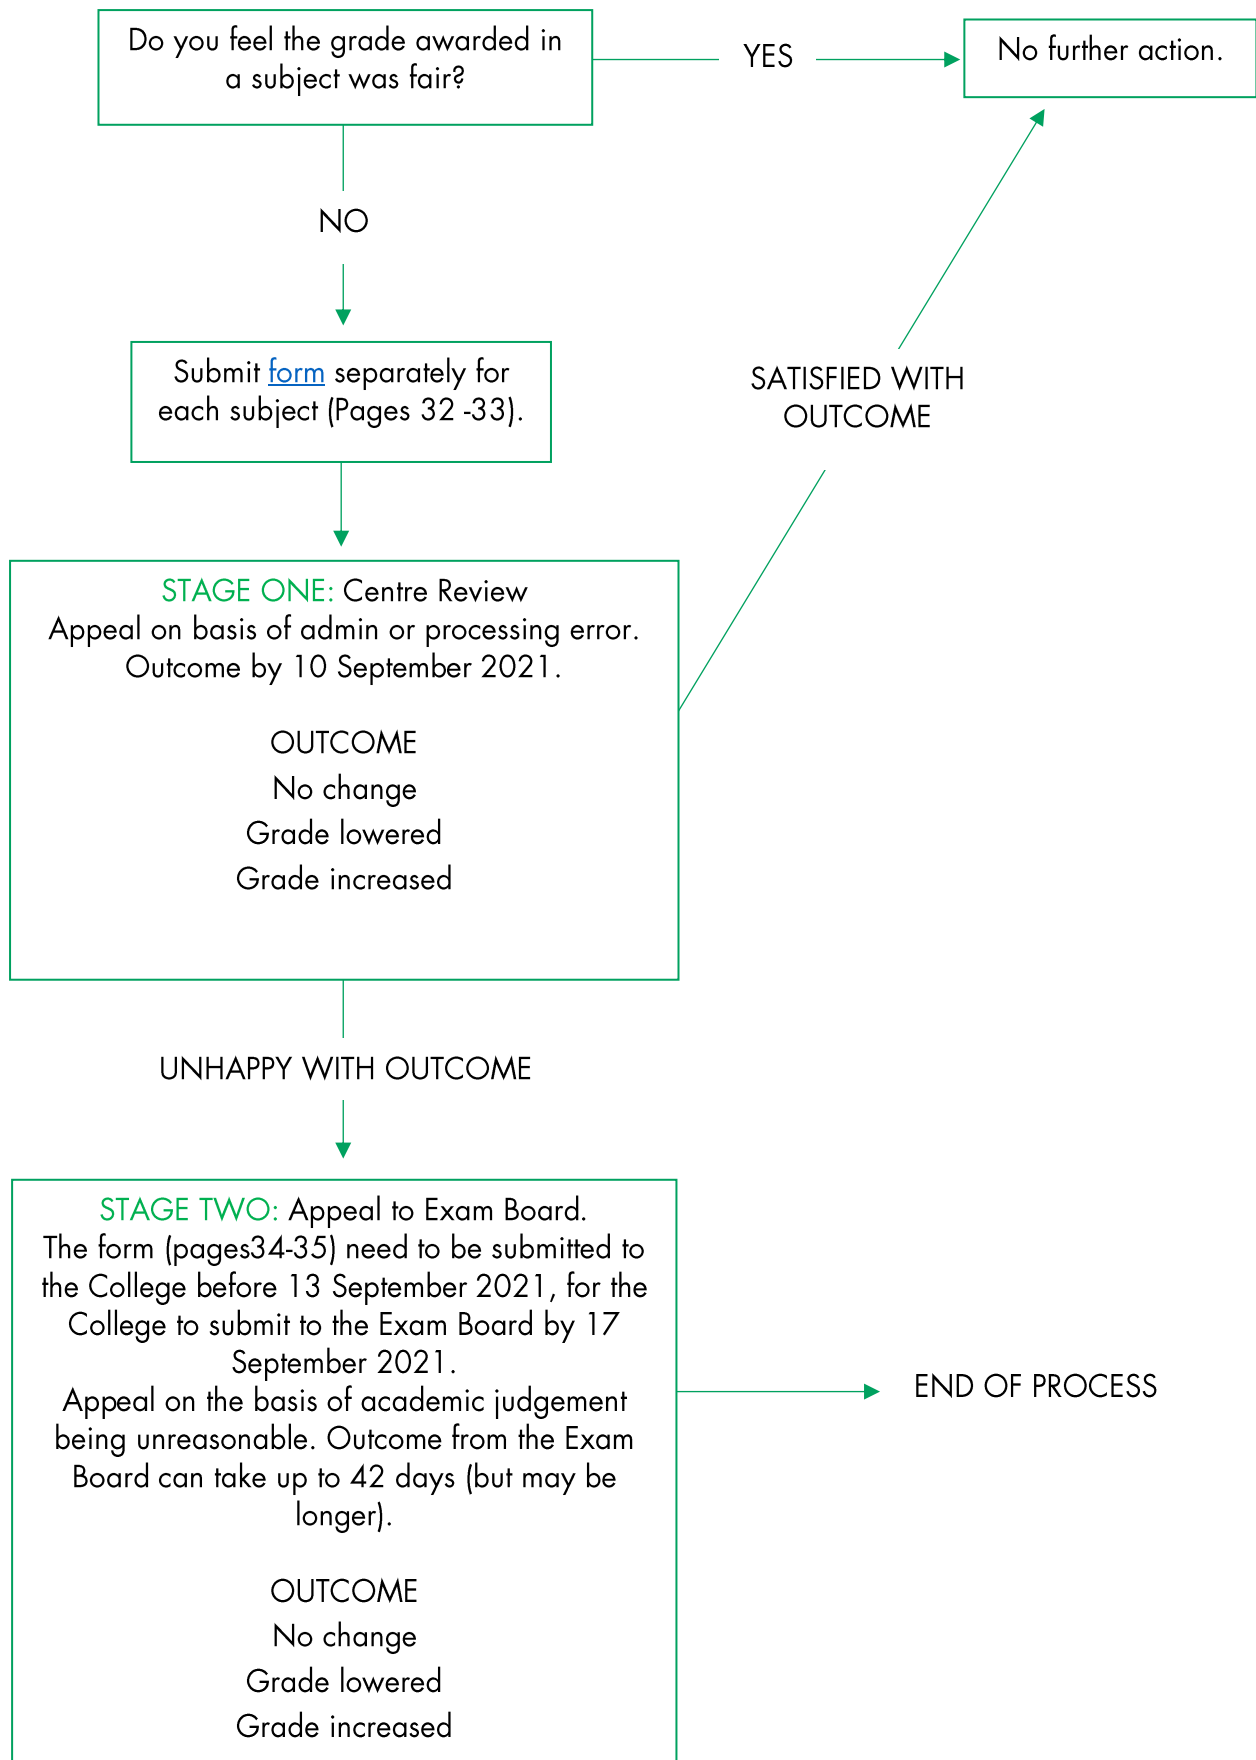 Do you feel the grade awarded in
a subject was fair?
YES
No further action.
NO
Submit form separately for
each subject (Pages 32 -33).
SATISFIED WITH
OUTCOME
STAGE ONE: Centre Review
Appeal on basis of admin or processing error.
Outcome by 10 September 2021.
OUTCOME
No change
Grade lowered
Grade increased
UNHAPPY WITH OUTCOME
STAGE TWO: Appeal to Exam Board.
The form (pages34-35) need to be submitted to
the College before 13 September 2021, for the
College to submit to the Exam Board by 17
September 2021.
Appeal on the basis of academic judgement
being unreasonable. Outcome from the Exam
Board can take up to 42 days (but may be
longer).
OUTCOME
No change
Grade lowered
Grade increased
END OF PROCESS